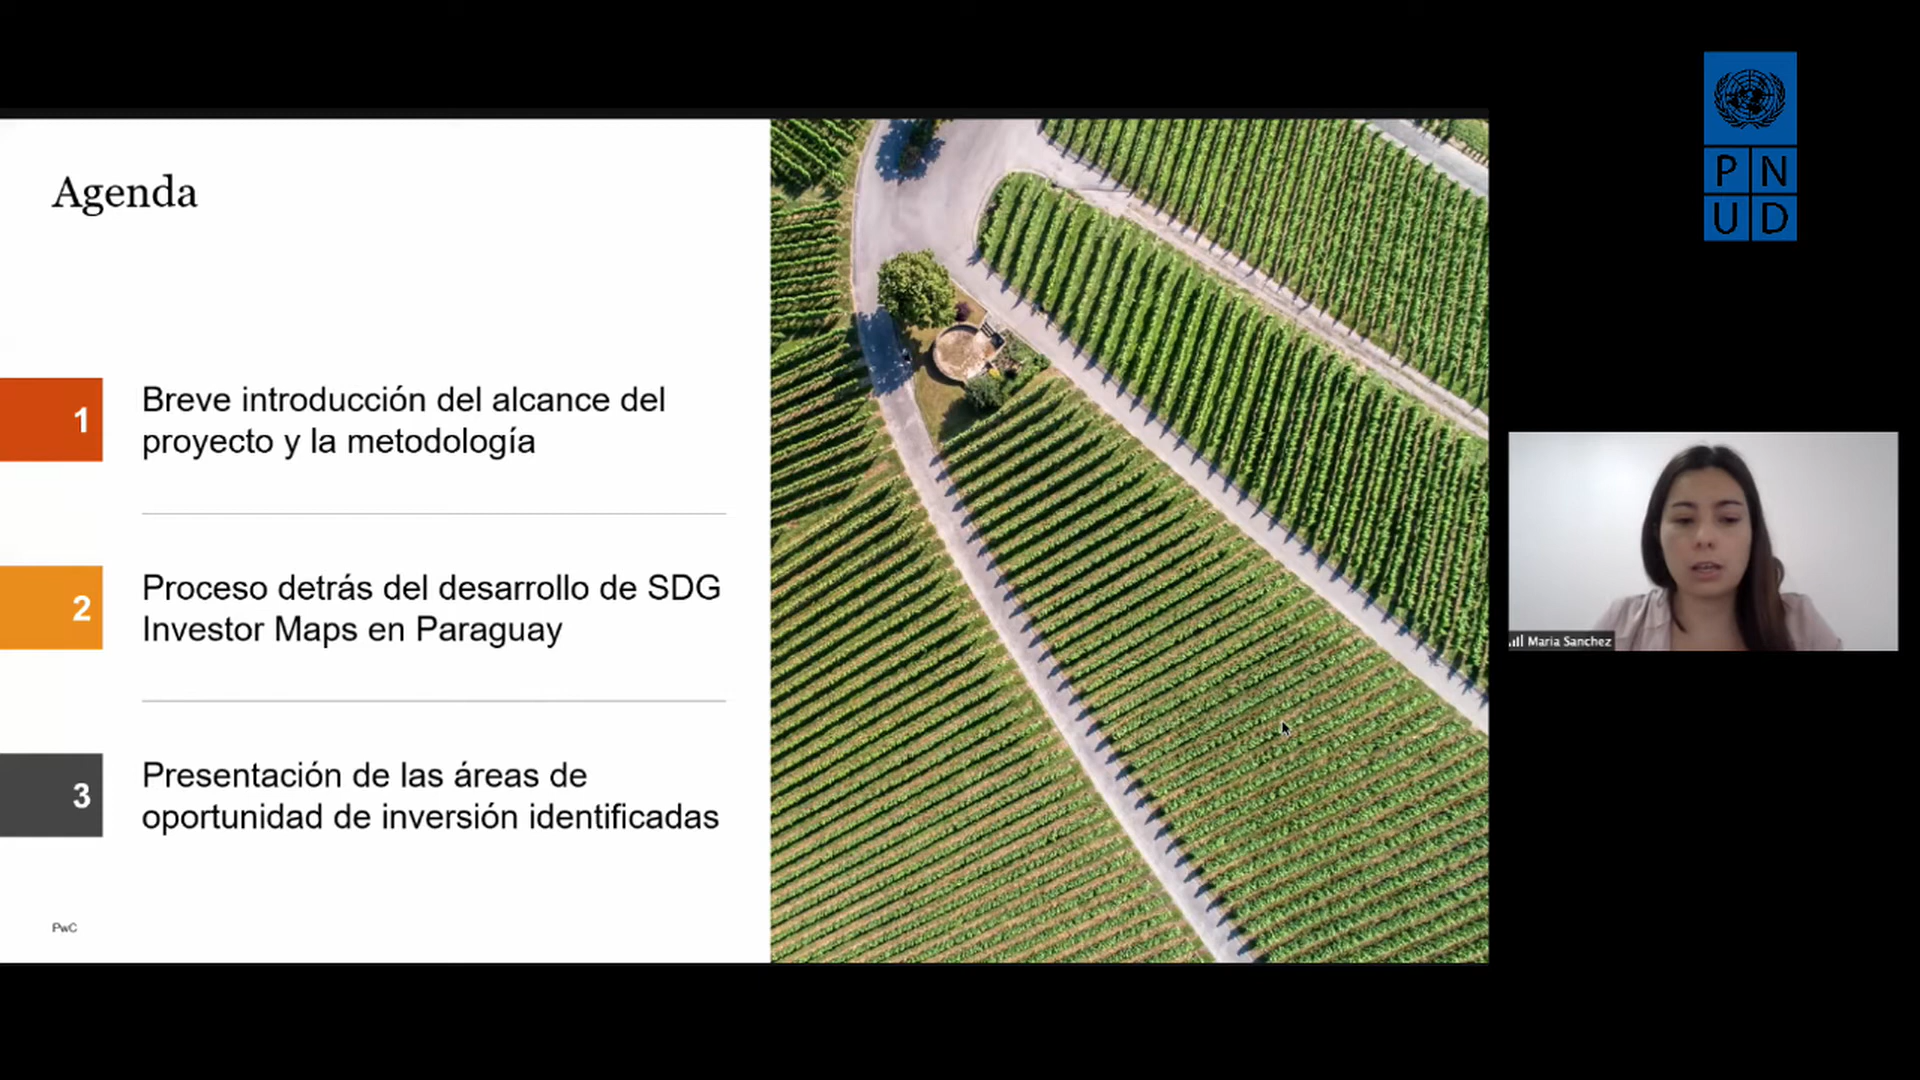 Agenda
1
Breve introducción del alcance del
proyecto y la metodología
2
Proceso detrás del desarrollo de SDG
Investor Maps en Paraguay
3
Presentación de las áreas de
oportunidad de inversión identificadas
PwC
P N
U D
Maria Sanchez